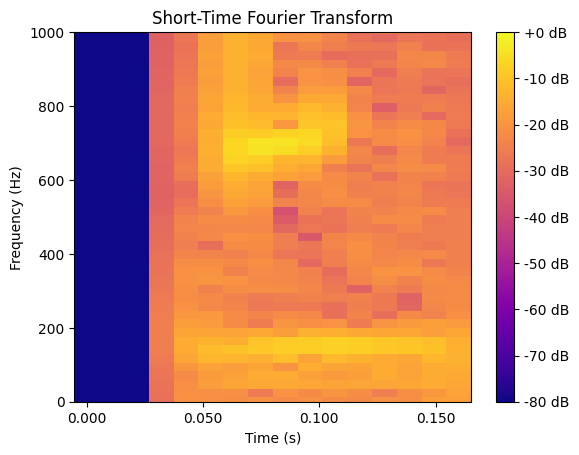 Short-Time Fourier Transform
1000
800
600
400
200
0
Frequency (Hz)
0.000
0.050
0.100
0.150
Time (s)
+0 dB
-10 dB
-20 dB
-30 dB
-40 dB
-50 dB
-60 dB
-70 dB
-80 dB